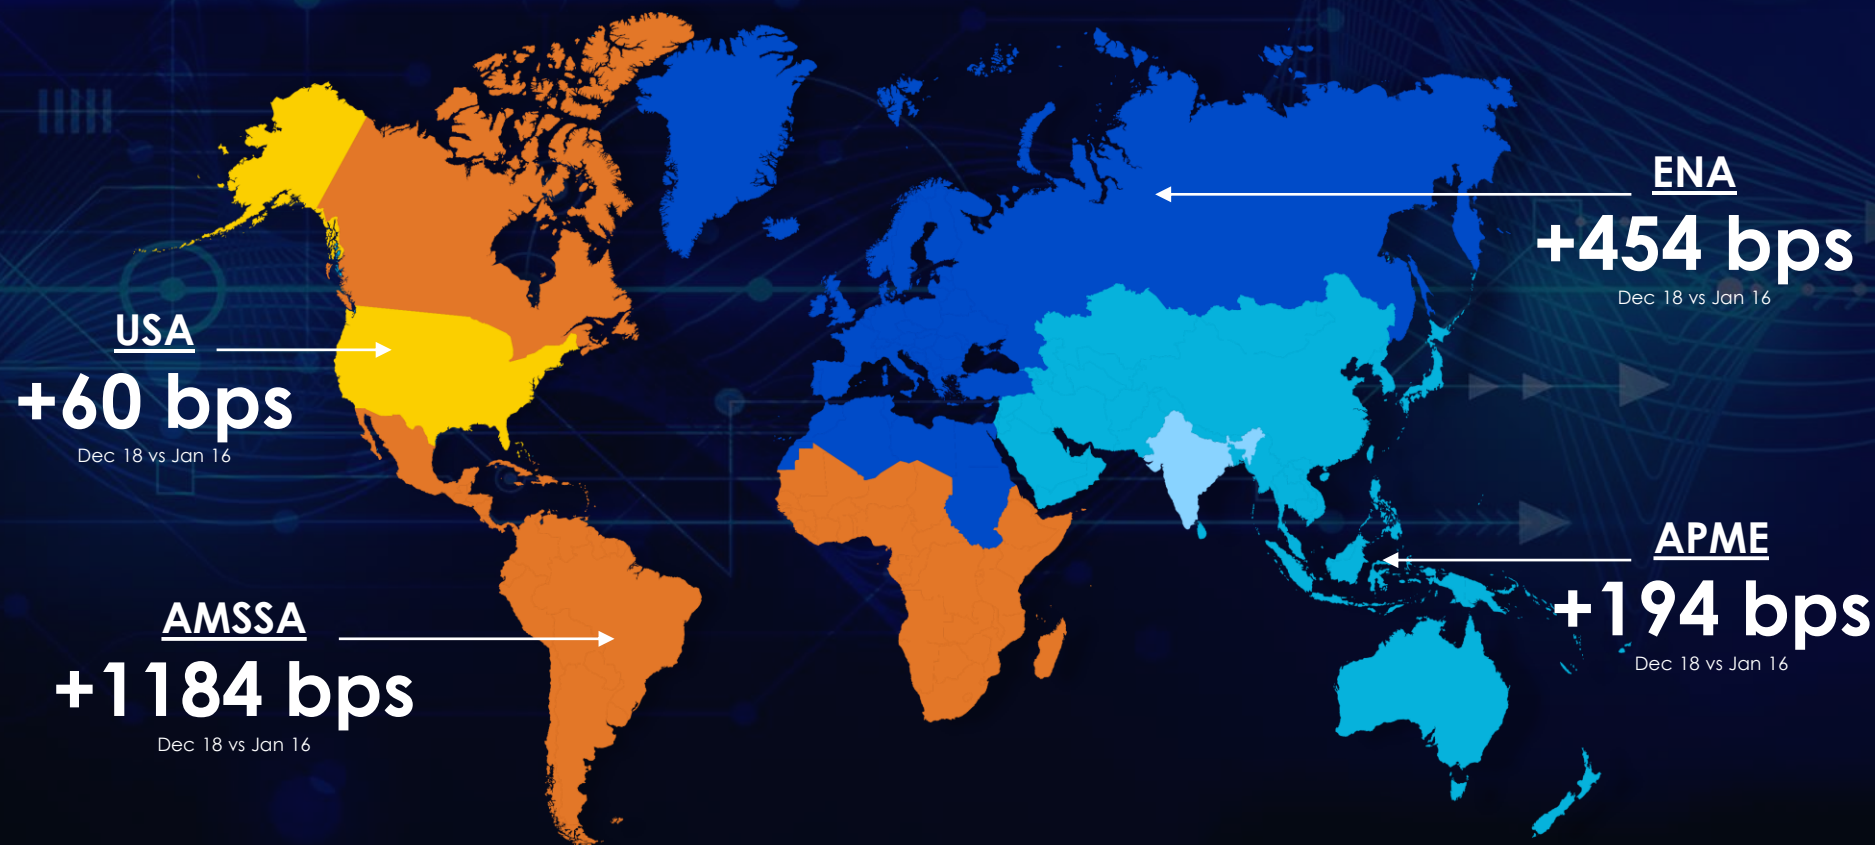 USA
+60 bps
Dec 18 vs Jan 16
AMSSA
+1184 bps
Dec 18 vs Jan 16
ENA
+454 bps
Dec 18 vs Jan 16
APME
+194 bps
Dec 18 vs Jan 16